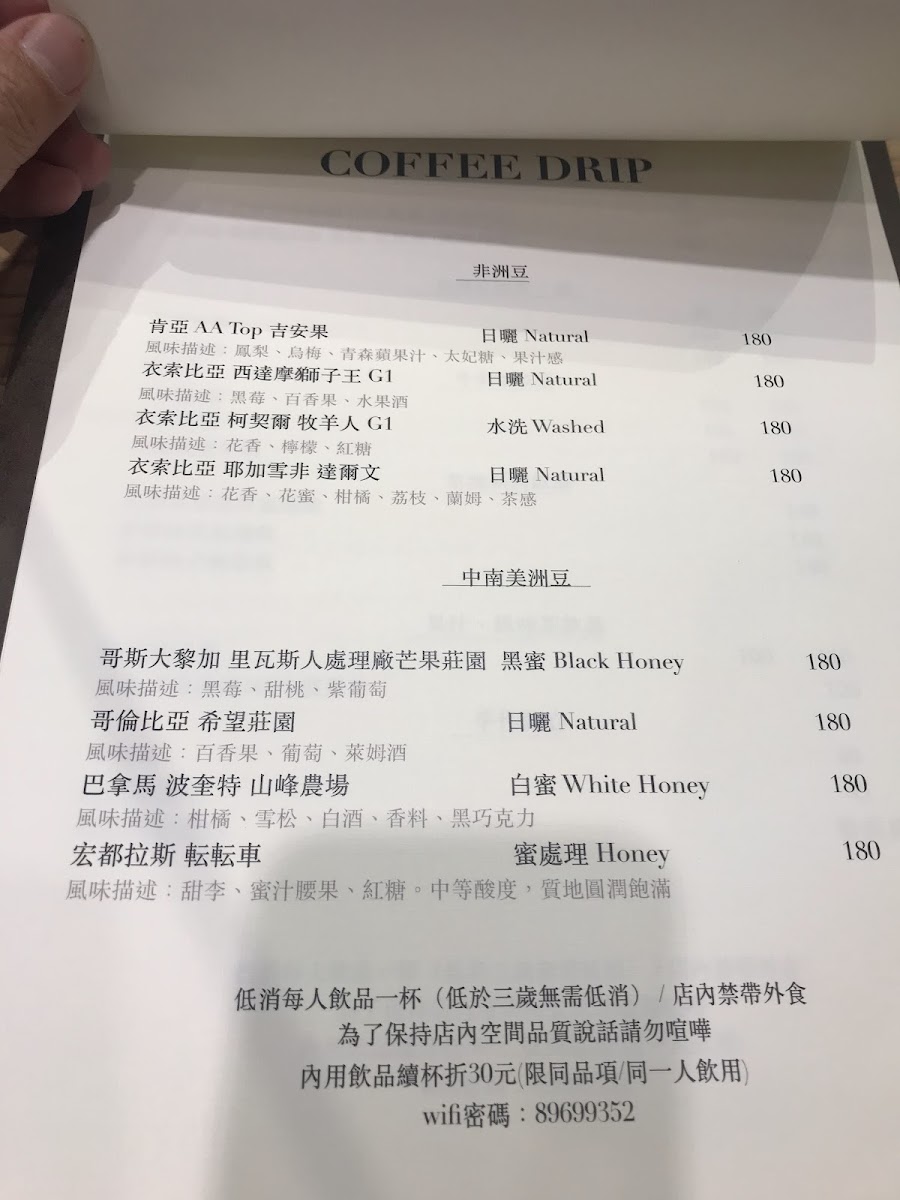 COFFEE DRIP
非洲豆
肯亞 AA Top 吉安果 日曬 Natural 180
風味描述：鳳梨、烏梅、青森蘋果汁、太妃糖、果汁感
衣索比亞 西達摩獅子王 G1 日曬 Natural 180
風味描述：黑莓、百香果、水果酒
衣索比亞 柯契爾 牧羊人 G1 水洗 Washed 180
風味描述：花香、檸檬、紅糖
衣索比亞 耶加雪非 達爾文 日曬 Natural 180
風味描述：花香、花蜜、柑橘、荔枝、蘭姆、茶感
中南美洲豆
哥斯大黎加 里瓦斯人處理廠芒果莊園 黑蜜 Black Honey 180
風味描述：黑莓、甜桃、紫葡萄
哥倫比亞 希望莊園 日曬 Natural 180
風味描述：百香果、葡萄、萊姆酒
巴拿馬 波奎特 山峰農場 白蜜 White Honey 180
風味描述：柑橘、雪松、白酒、香料、黑巧克力
宏都拉斯 転転車 蜜處理 Honey 180
風味描述：甜李、蜜汁腰果、紅糖。中等酸度，質地圓潤飽滿
低消每人飲品一杯（低於三歲無需低消） / 店內禁帶外食
為了保持店內空間品質說話請勿喧嘩
內用飲品續杯折30元(限同品項/同一人飲用)
wifi密碼：89699352